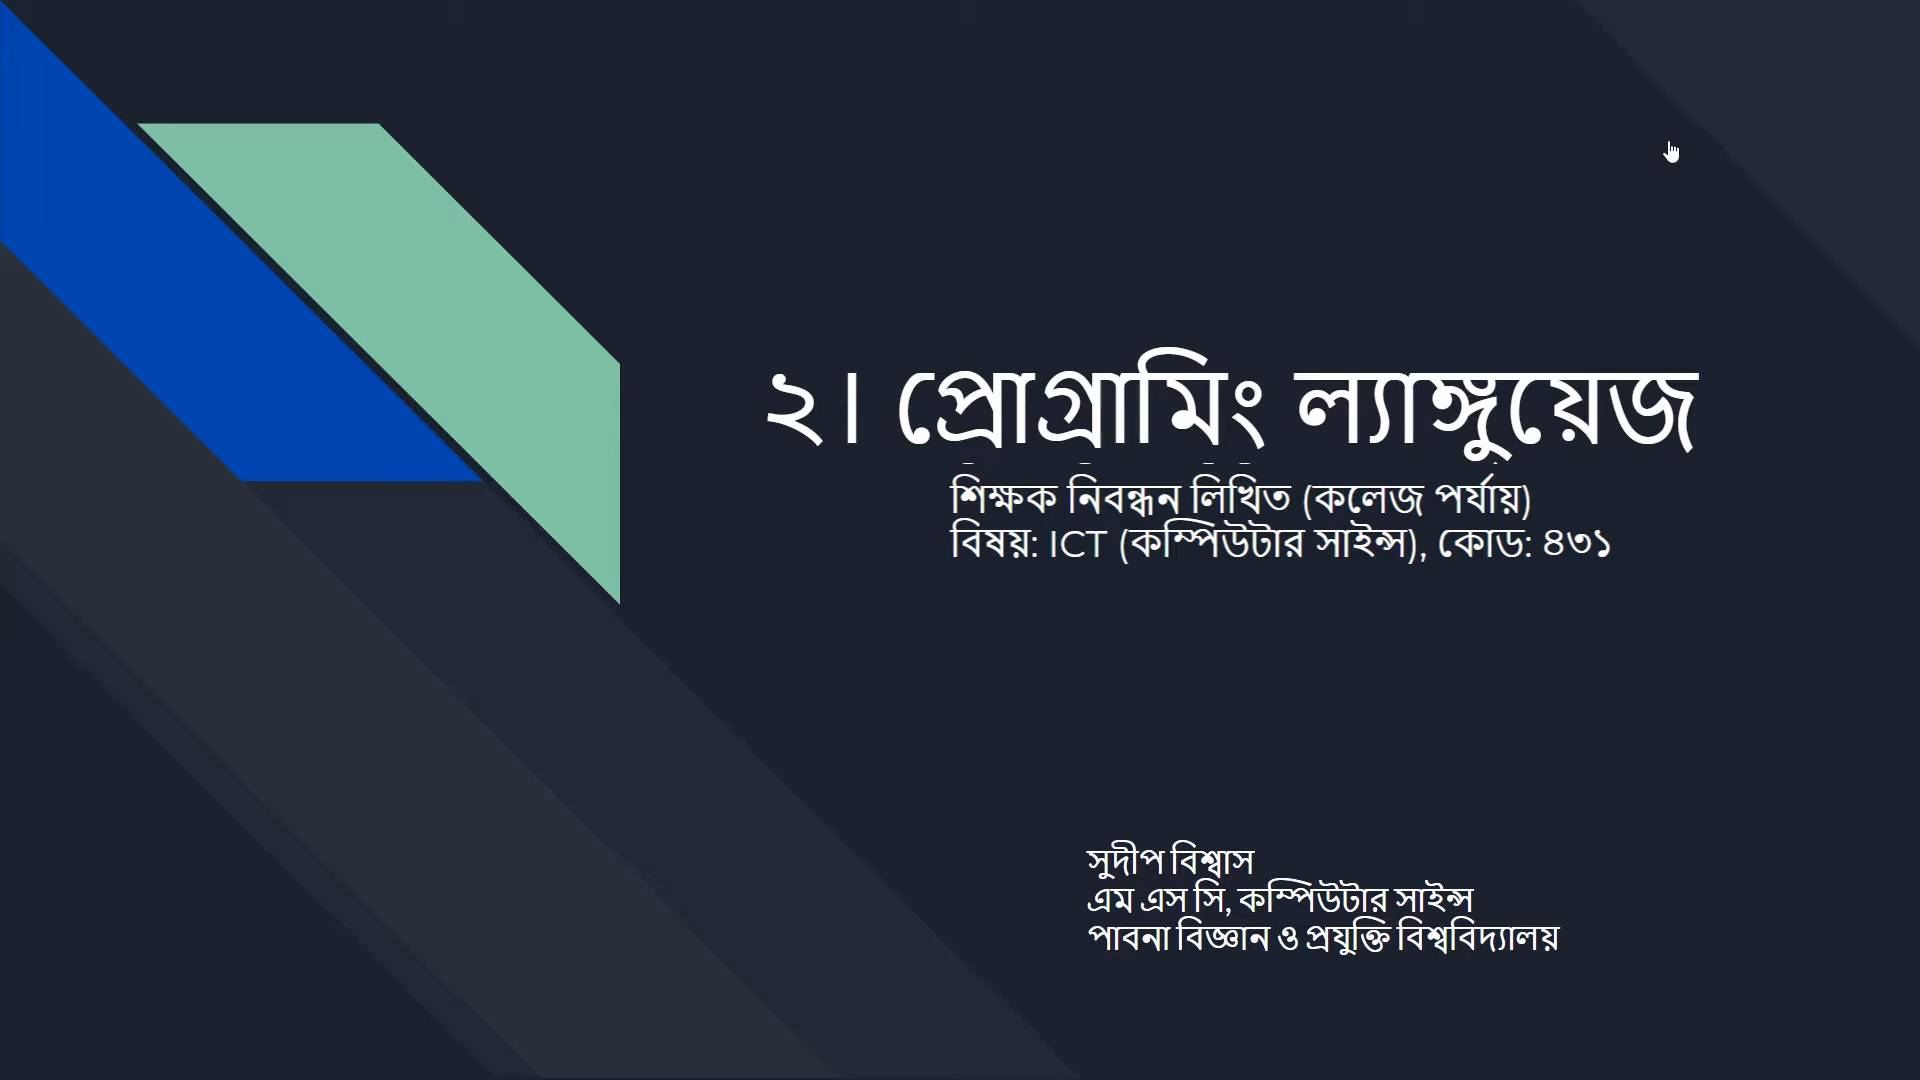 ২। প্রোগ্রামিং ল্যাঙ্গুয়েজ
শিক্ষক নিবন্ধন লিখিত (কলেজ পর্যায়)
বিষয়: ICT (কম্পিউটার সাইন্স), কোড: ৪৩১
সুদীপ বিশ্বাস
এম এস সি, কম্পিউটার সাইন্স
পাবনা বিজ্ঞান ও প্রযুক্তি বিশ্ববিদ্যালয়